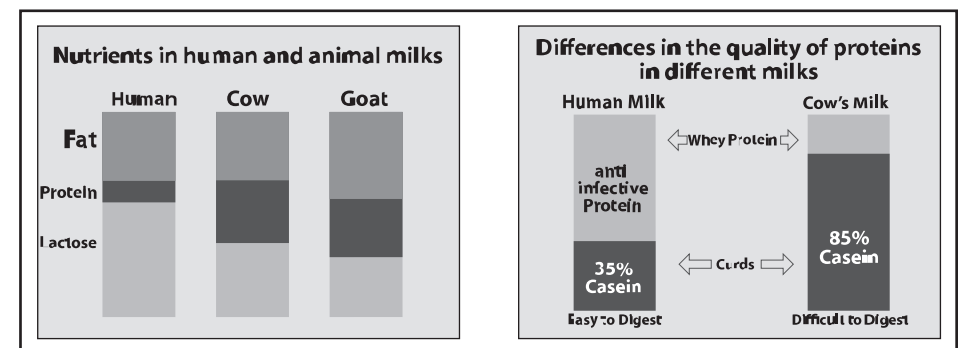 Nutrients in human and animal milks
Human Cow Goat
Fat
Protein
Lactose
Differences in the quality of proteins
in different milks
Human Milk Cow's Milk
Whey Protein
anti
infective
Protein
85%
Casein
Curds
35%
Casein
Easy to Digest Difficult to Digest